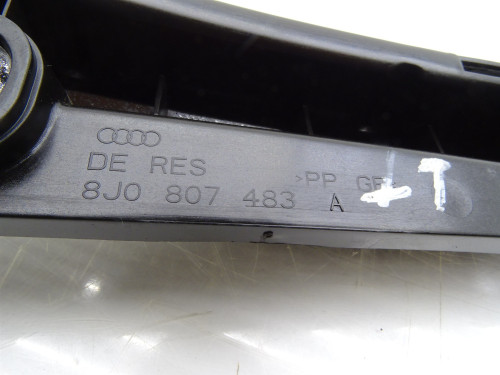 DE RES >PP GF
8J0 807 483 A